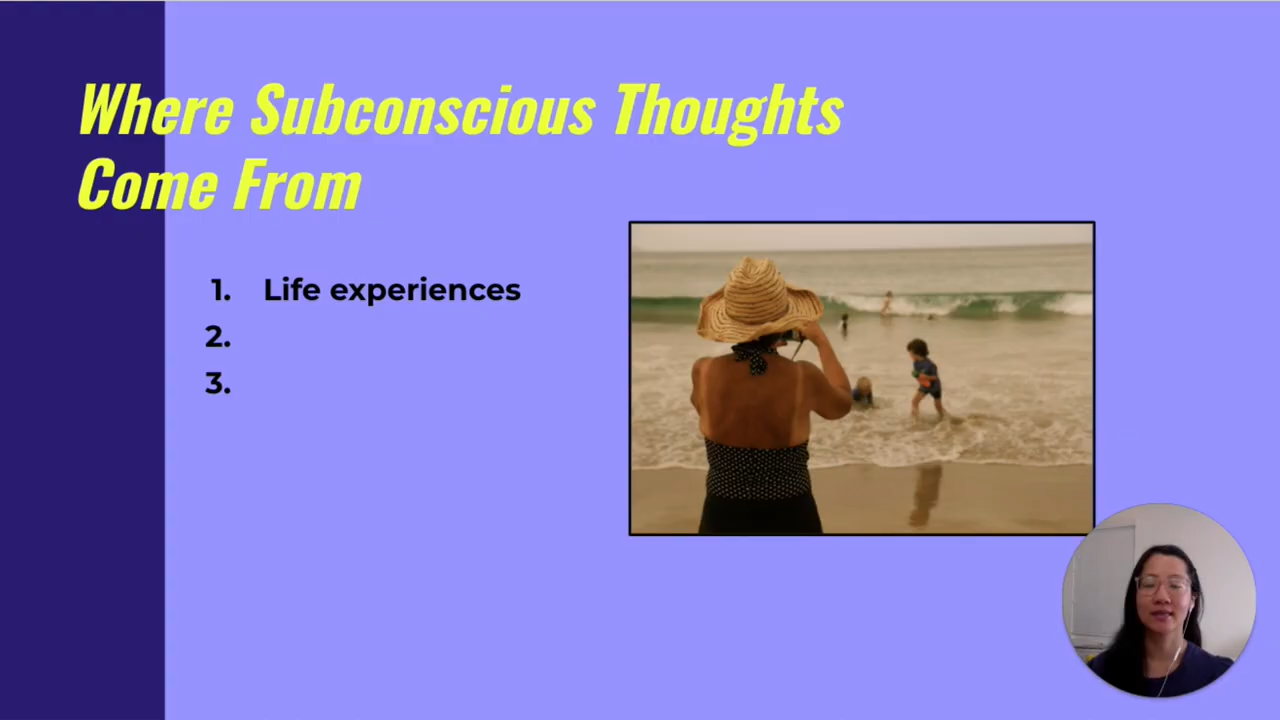 Where Subconscious Thoughts
Come From
1. Life experiences
2.
3.